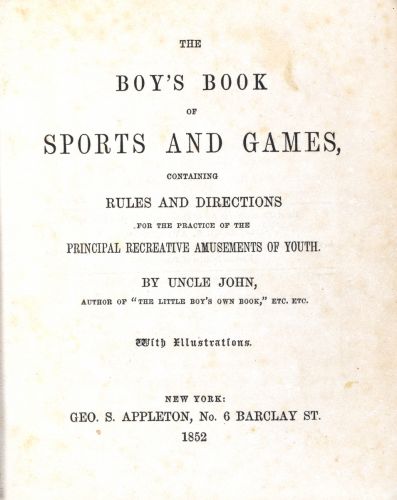 THE
BOY'S BOOK
OF
SPORTS AND GAMES,
CONTAINING
RULES AND DIRECTIONS
FOR THE PRACTICE OF THE
PRINCIPAL RECREATIVE AMUSEMENTS OF YOUTH.
BY UNCLE JOHN,
AUTHOR OF "THE LITTLE BOY'S OWN BOOK," ETC. ETC.
With Illustrations.
NEW YORK:
GEO. S. APPLETON, No. 6 BARCLAY ST.
1852